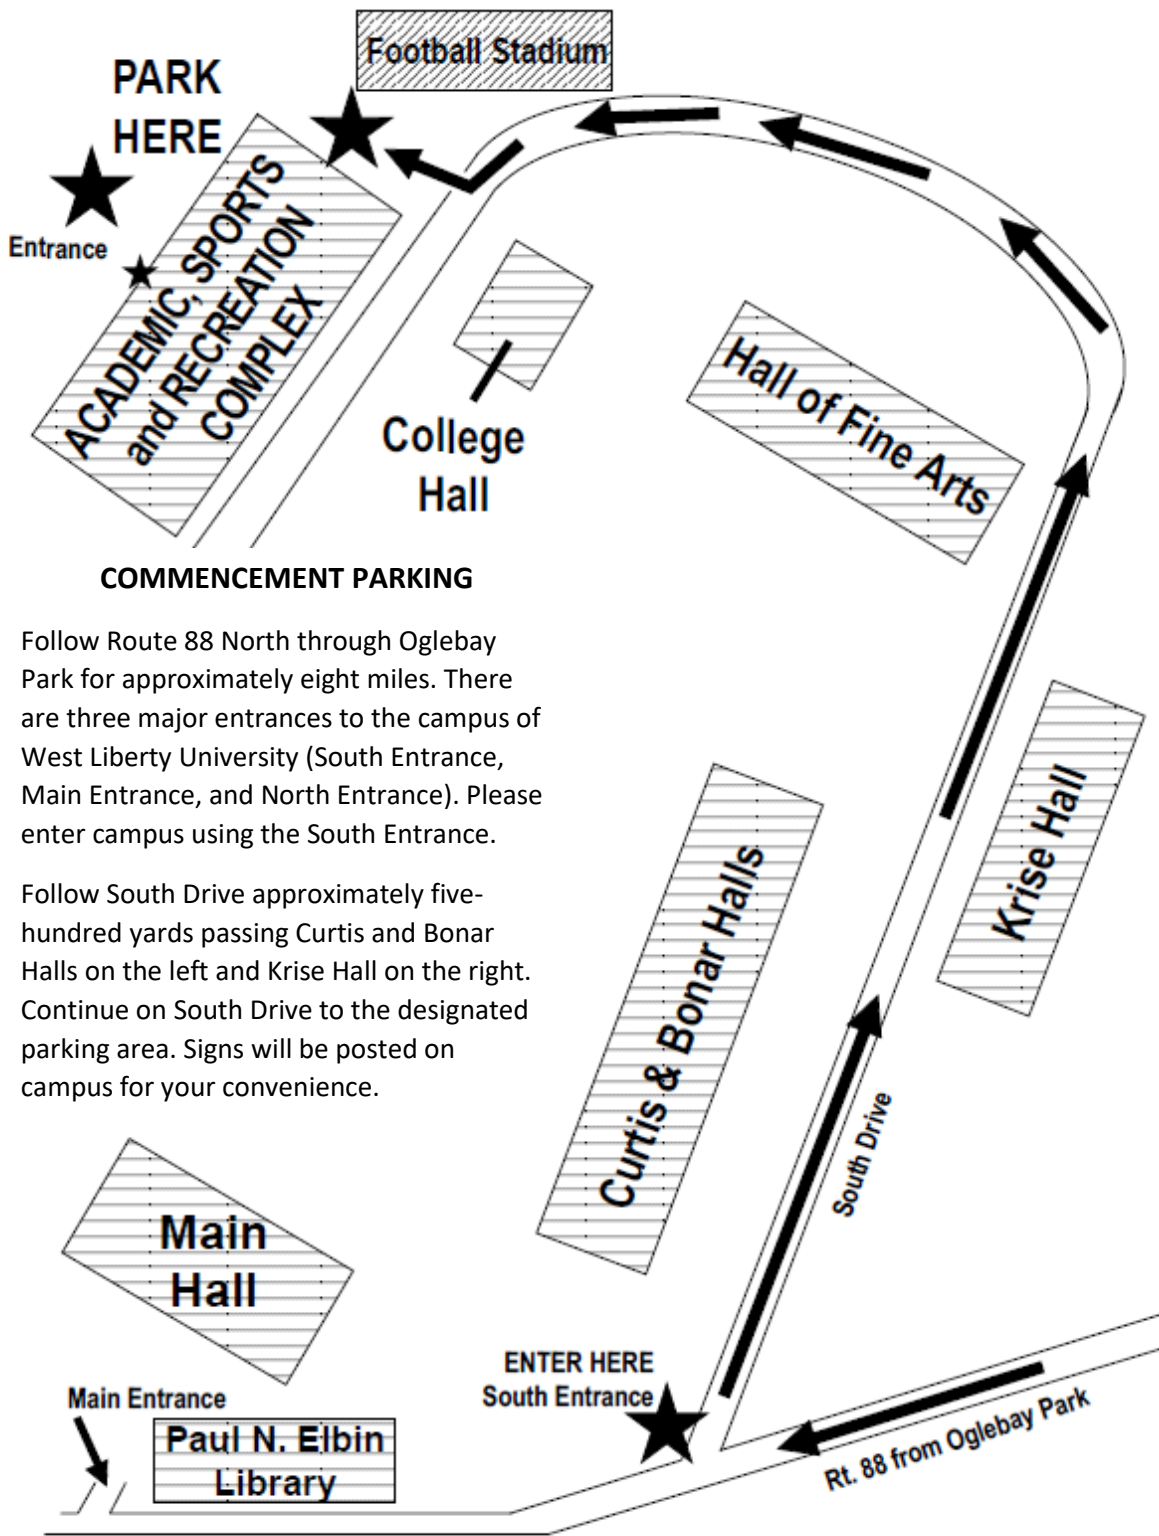 Football Stadium
PARK
HERE
Entrance
ACADEMIC, SPORTS
and RECREATION
COMPLEX
College
Hall
Hall of Fine Arts
COMMENCEMENT PARKING
Follow Route 88 North through Oglebay
Park for approximately eight miles. There
are three major entrances to the campus of
West Liberty University (South Entrance,
Main Entrance, and North Entrance). Please
enter campus using the South Entrance.
Follow South Drive approximately five-
hundred yards passing Curtis and Bonar
Halls on the left and Krise Hall on the right.
Continue on South Drive to the designated
parking area. Signs will be posted on
campus for your convenience.
Krise Hall
Curtis & Bonar Halls
South Drive
Main
Hall
ENTER HERE
South Entrance
Main Entrance
Paul N. Elbin
Library
Rt. 88 from Oglebay Park